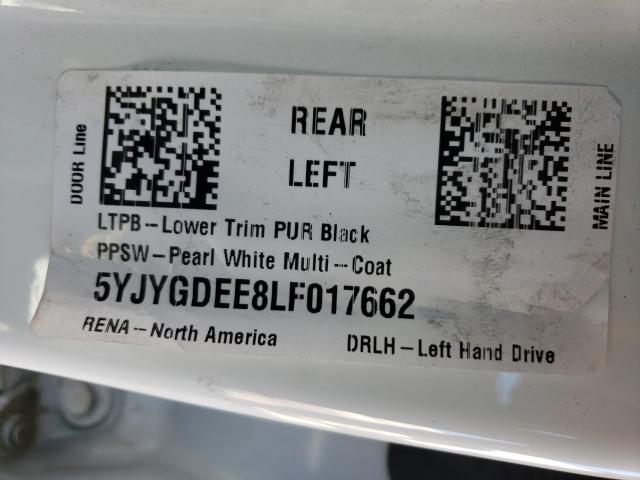 DOOR Line
REAR
LEFT
MAIN LINE
LTPB-Lower Trim PUR Black
PPSW-Pearl White Multi-Coat
5YJYGDEE8LF017662
RENA-North America
DRLH-Left Hand Drive